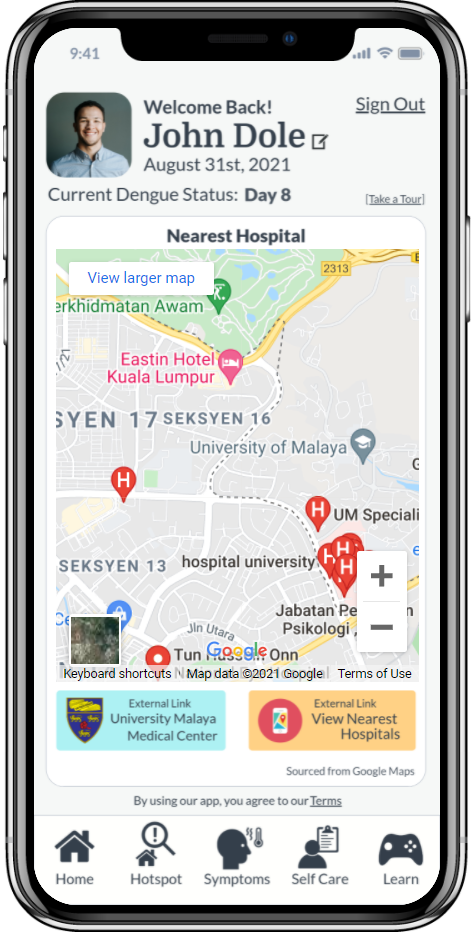 9:41
Welcome Back!
Sign Out
John Dole
August 31st, 2021
Current Dengue Status: Day 8
[Take a Tour]
Nearest Hospital
View larger map
2313
erkhidmatan Awam
Eastin Hotel
Kuala Lumpur
SEKSYEN 17
SEKSYEN 16
University of Malaya
H
H
UM Speciali
hospital university
H
H
H
SEKSYEN 13
+
−
Jabatan Pe
n
Psikologi
Jln Utara
Google
Tun Hussein Onn
Keyboard shortcuts
Map data ©2021 Google
Terms of Use
External Link
University Malaya
Medical Center
External Link
View Nearest
Hospitals
Sourced from Google Maps
By using our app, you agree to our Terms
Home
Hotspot
Symptoms
Self Care
Learn